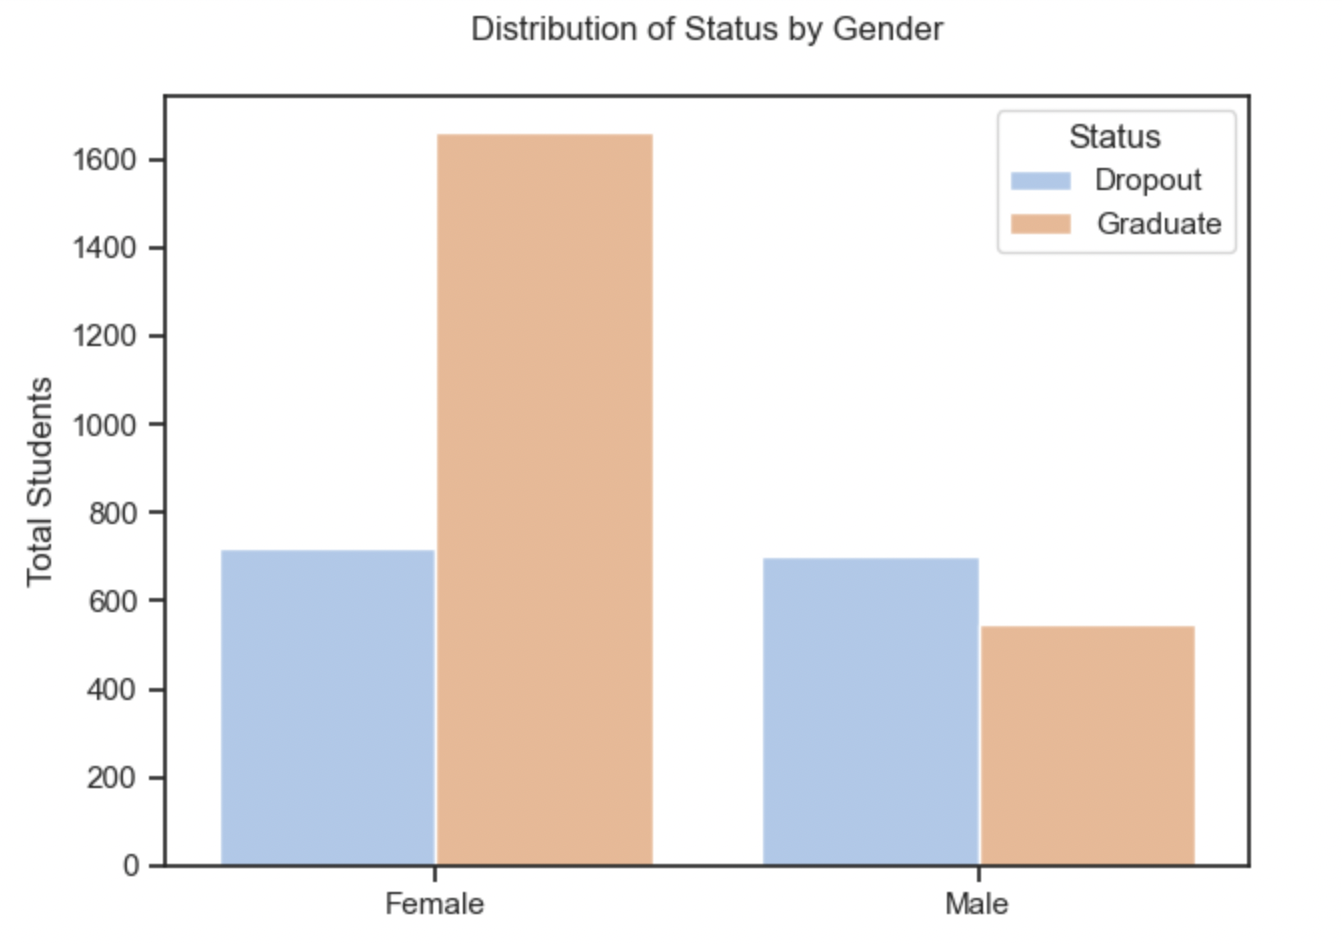 Distribution of Status by Gender
Status
Dropout
Graduate
Total Students
1600
1400
1200
1000
800
600
400
200
0
Female
Male